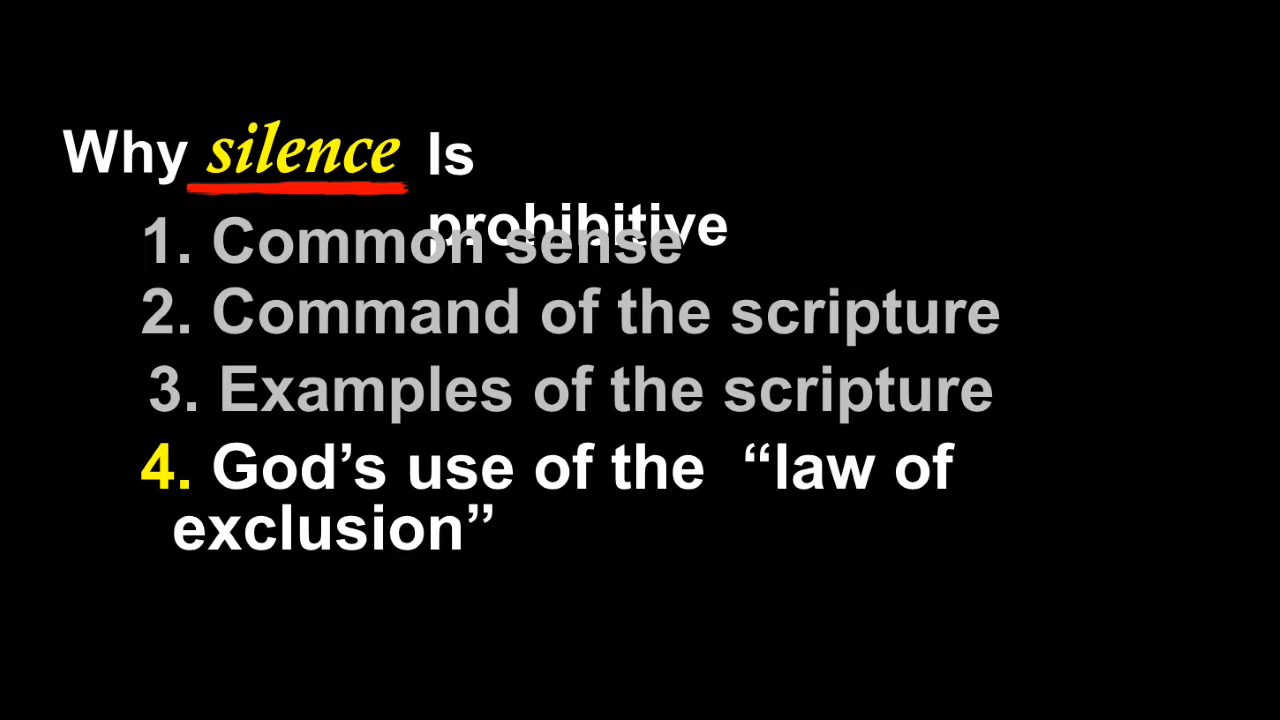 Why silence Is
prohibitive
1. Common sense
2. Command of the scripture
3. Examples of the scripture
4. God’s use of the “law of
exclusion”